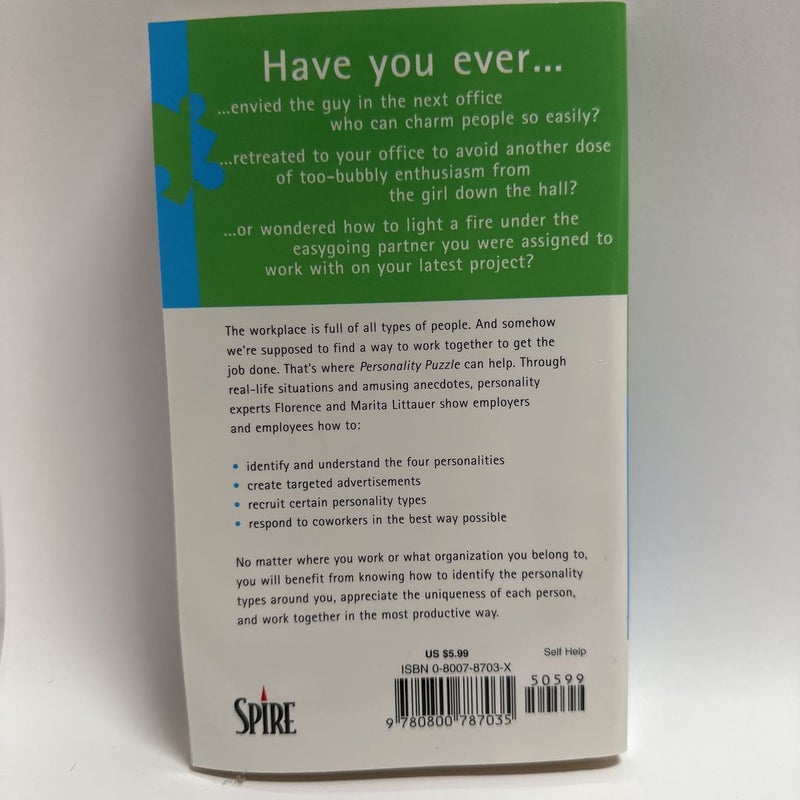 Have you ever...
...envied the guy in the next office
who can charm people so easily?
...retreated to your office to avoid another dose
of too-bubbly enthusiasm from
the girl down the hall?
...or wondered how to light a fire under the
easygoing partner you were assigned to
work with on your latest project?
The workplace is full of all types of people. And somehow
we're supposed to find a way to work together to get the
job done. That's where Personality Puzzle can help. Through
real-life situations and amusing anecdotes, personality
experts Florence and Marita Littauer show employers
and employees how to:
• identify and understand the four personalities
• create targeted advertisements
• recruit certain personality types
• respond to coworkers in the best way possible
No matter where you work or what organization you belong to,
you will benefit from knowing how to identify the personality
types around you, appreciate the uniqueness of each person,
and work together in the most productive way.
US $5.99
Self Help
ISBN 0-8007-8703-X
50599
9 780800 787035
SPIRE